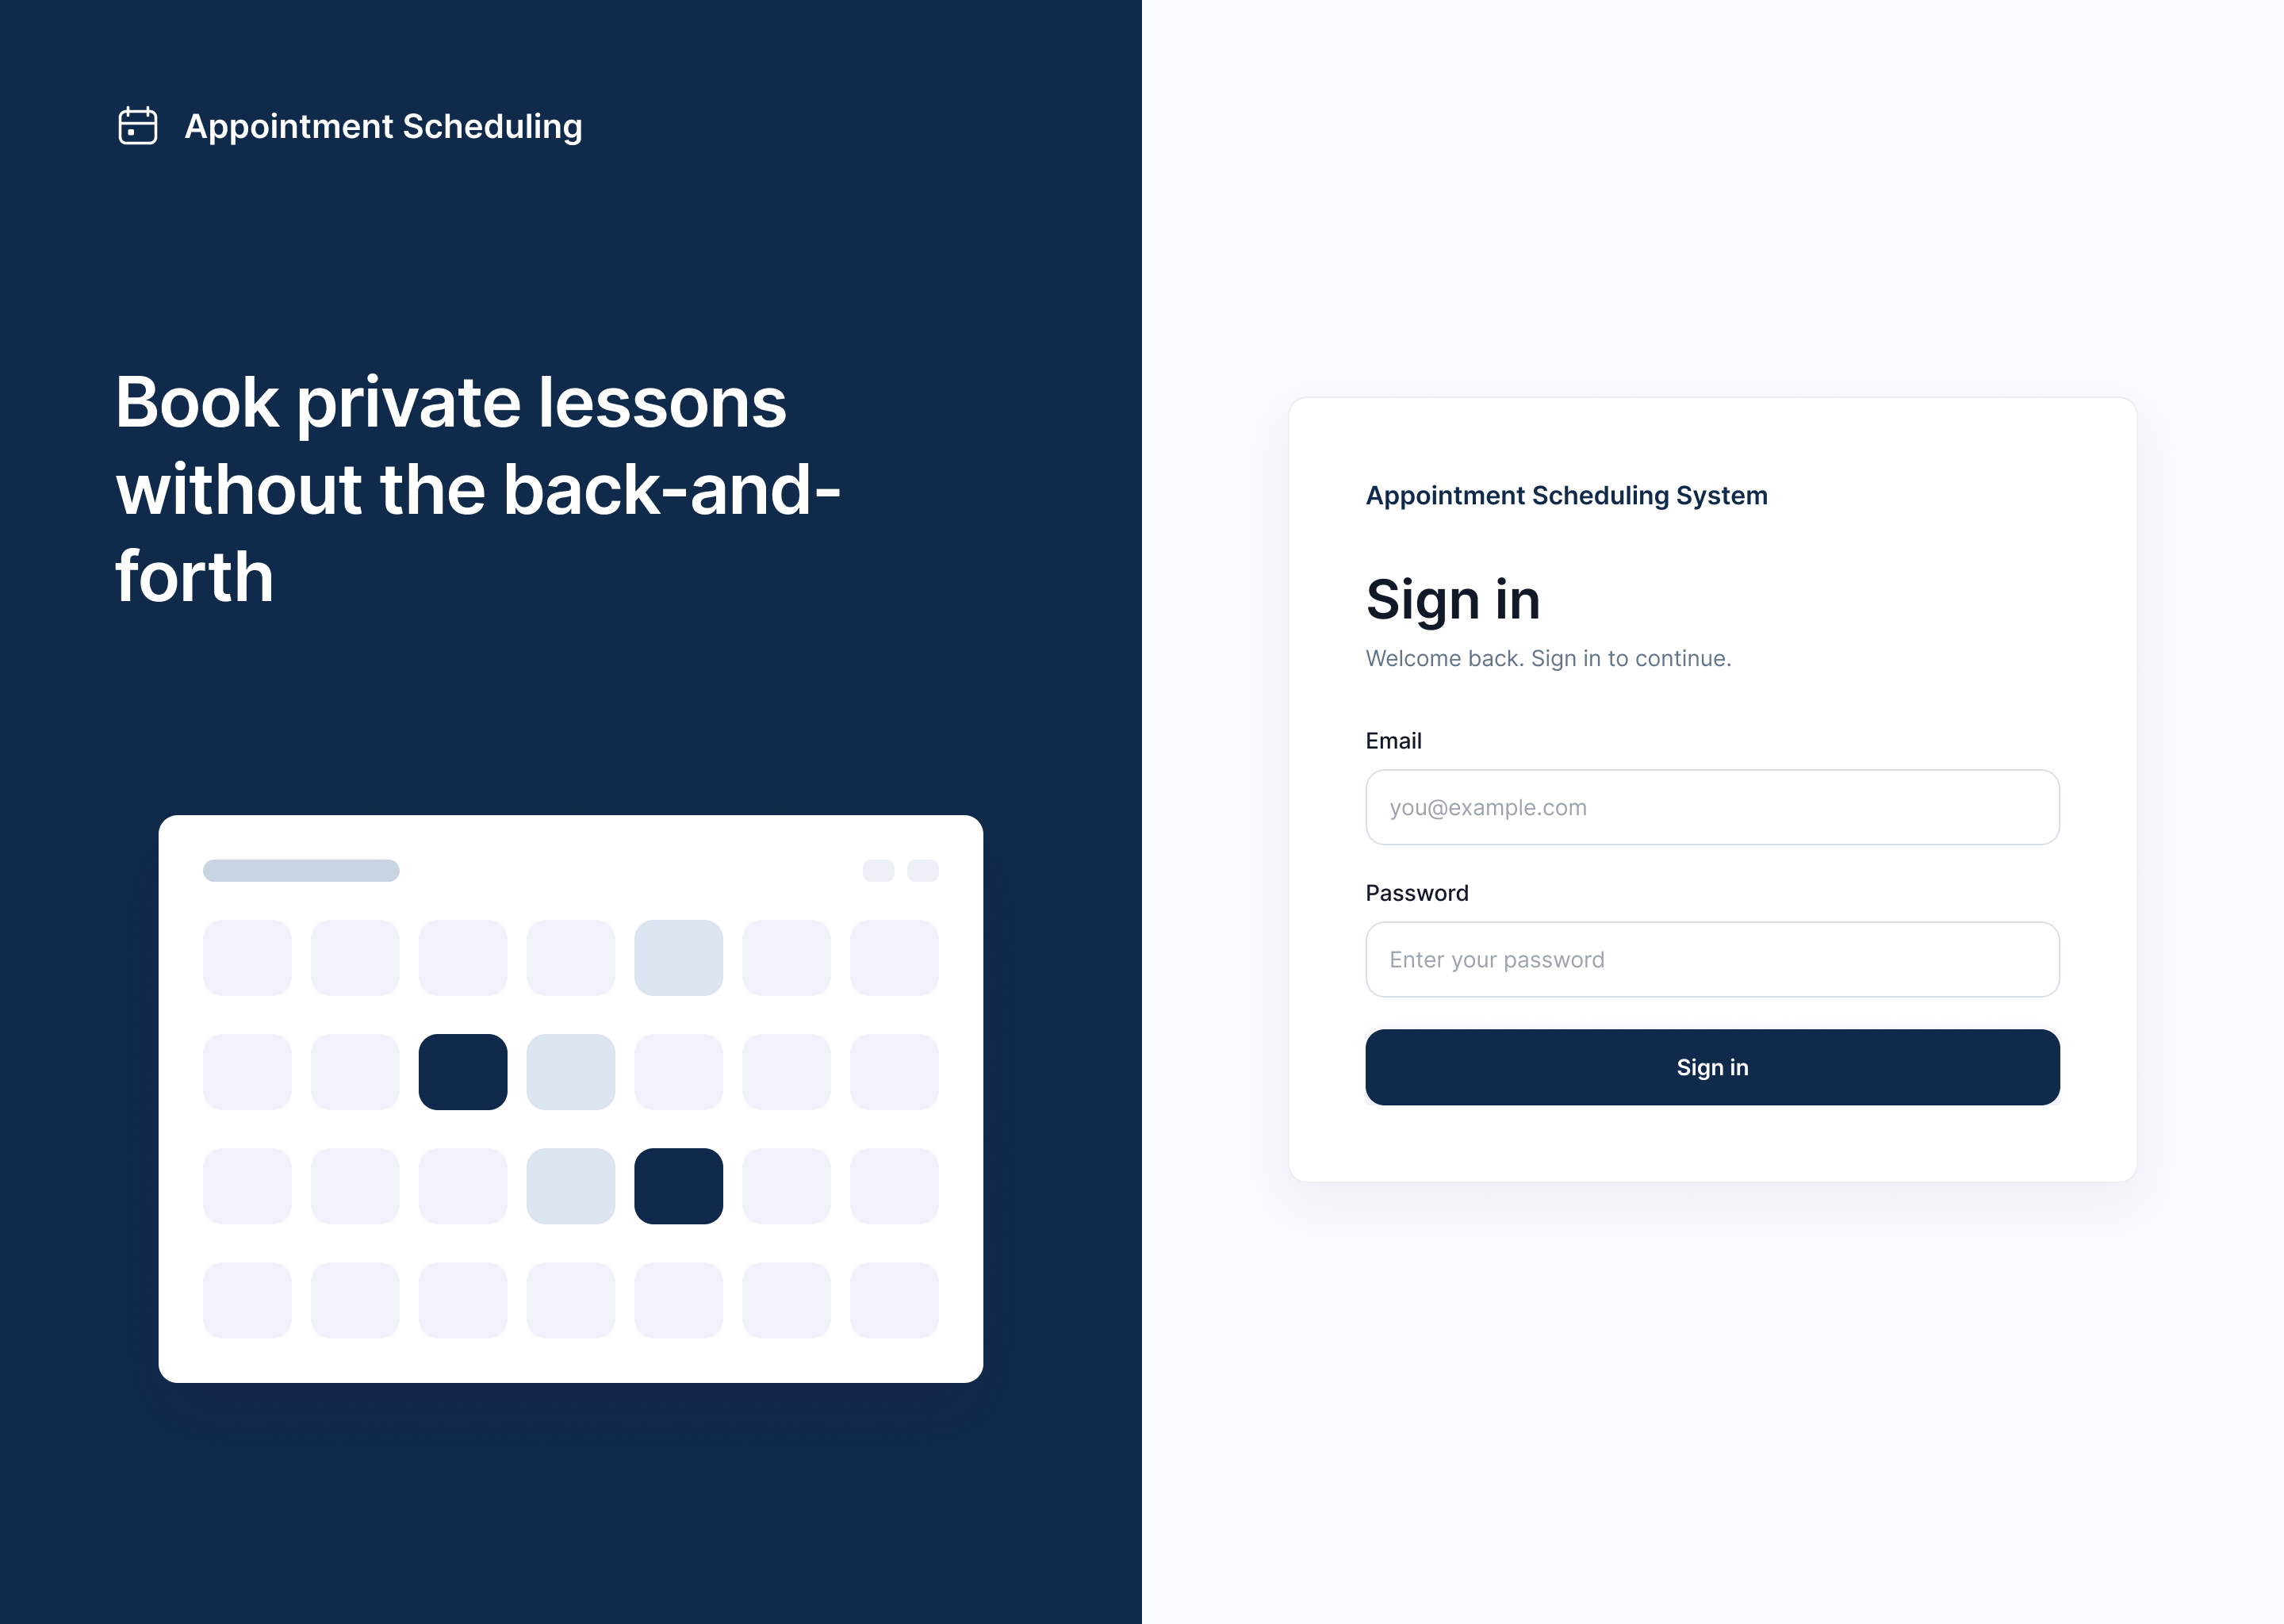 Appointment Scheduling
Book private lessons
without the back-and-
forth
Appointment Scheduling System
Sign in
Welcome back. Sign in to continue.
Email
you@example.com
Password
Enter your password
Sign in